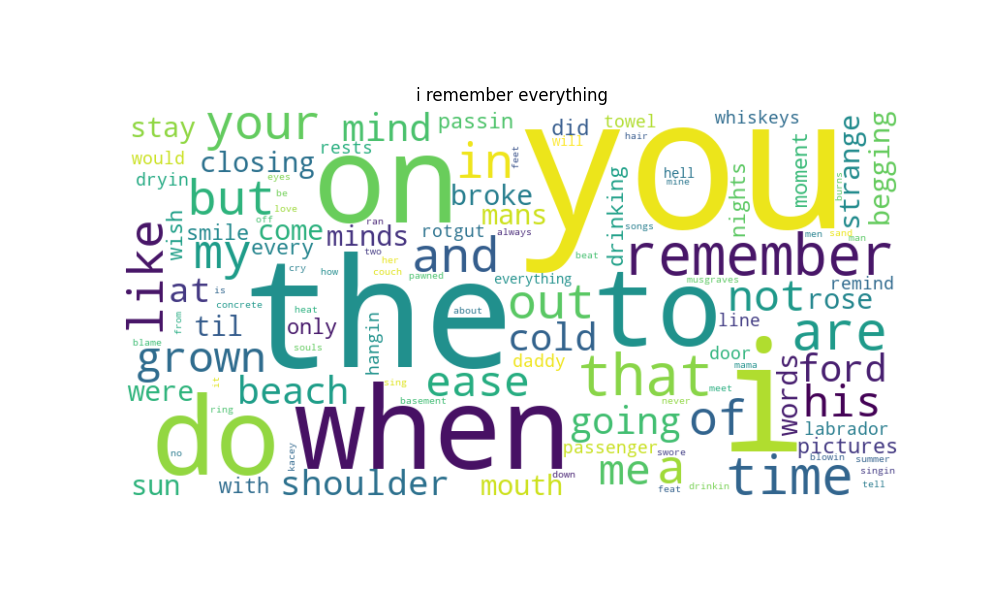 i remember everything
stay
your
mind
passin
did
towel
whiskeys
you
on
in
would
closing
rests
feet
will
hair
hell
mine
moment
strange
begging
dryin
eyes
but
be
love
broke
drinking
nights
burns
wish
smile
off
come
ran
minds
rotgut
mans
always
songs
men
sand
man
like
my
every
two
her
and
beat
remember
at
cry
how
couch
pawned
everything
musgraves
remind
is
the
out
to
not
rose
concrete
heat
about
from
til
only
hangin
cold
line
are
blame
souls
daddy
door
i
grown
mama
words
ford
it
sing
ease
that
meet
were
beach
basement
never
his
ring
do
when
going
of
labrador
no
kacey
passenger
swore
pictures
blowin
summer
singin
down
me
a
time
sun
with
shoulder
mouth
feat
drinkin
tell